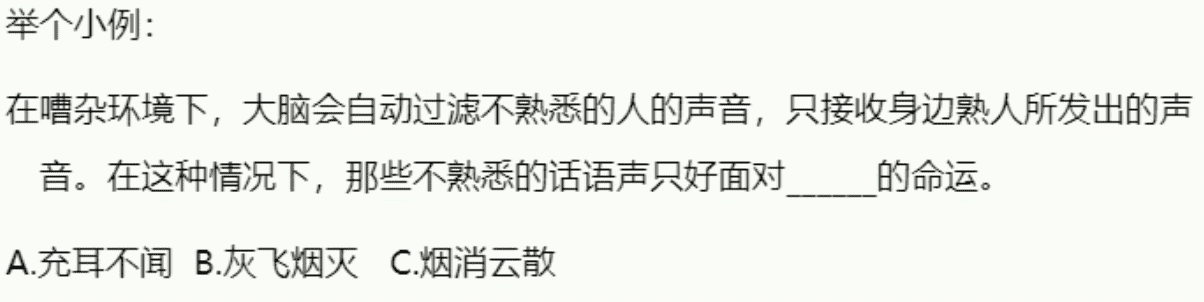 举个小例：
在嘈杂环境下，大脑会自动过滤不熟悉的人的声音，只接收身边熟人所发出的声
音。在这种情况下，那些不熟悉的话语声只好面对______的命运。
A.充耳不闻 B.灰飞烟灭 C.烟消云散